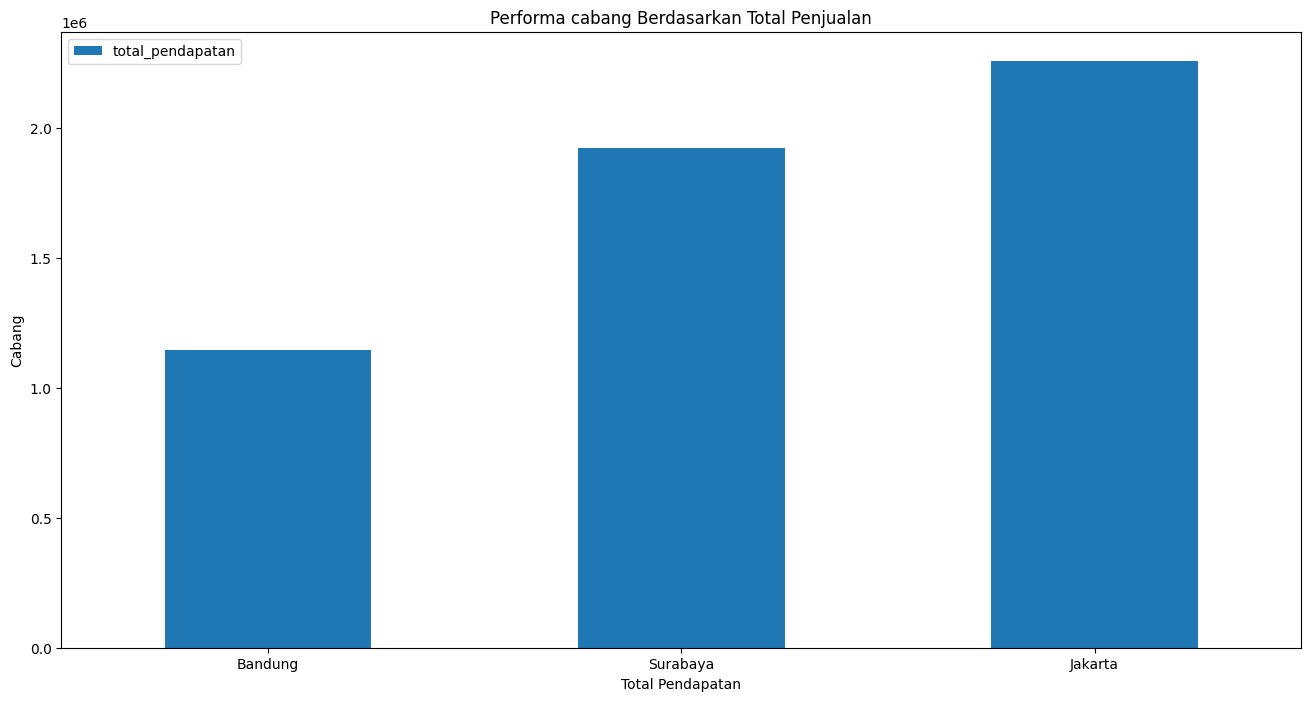 Performa cabang Berdasarkan Total Penjualan
1e6
total_pendapatan
2.0
1.5
1.0
0.5
0.0
Cabang
Bandung Surabaya Jakarta
Total Pendapatan